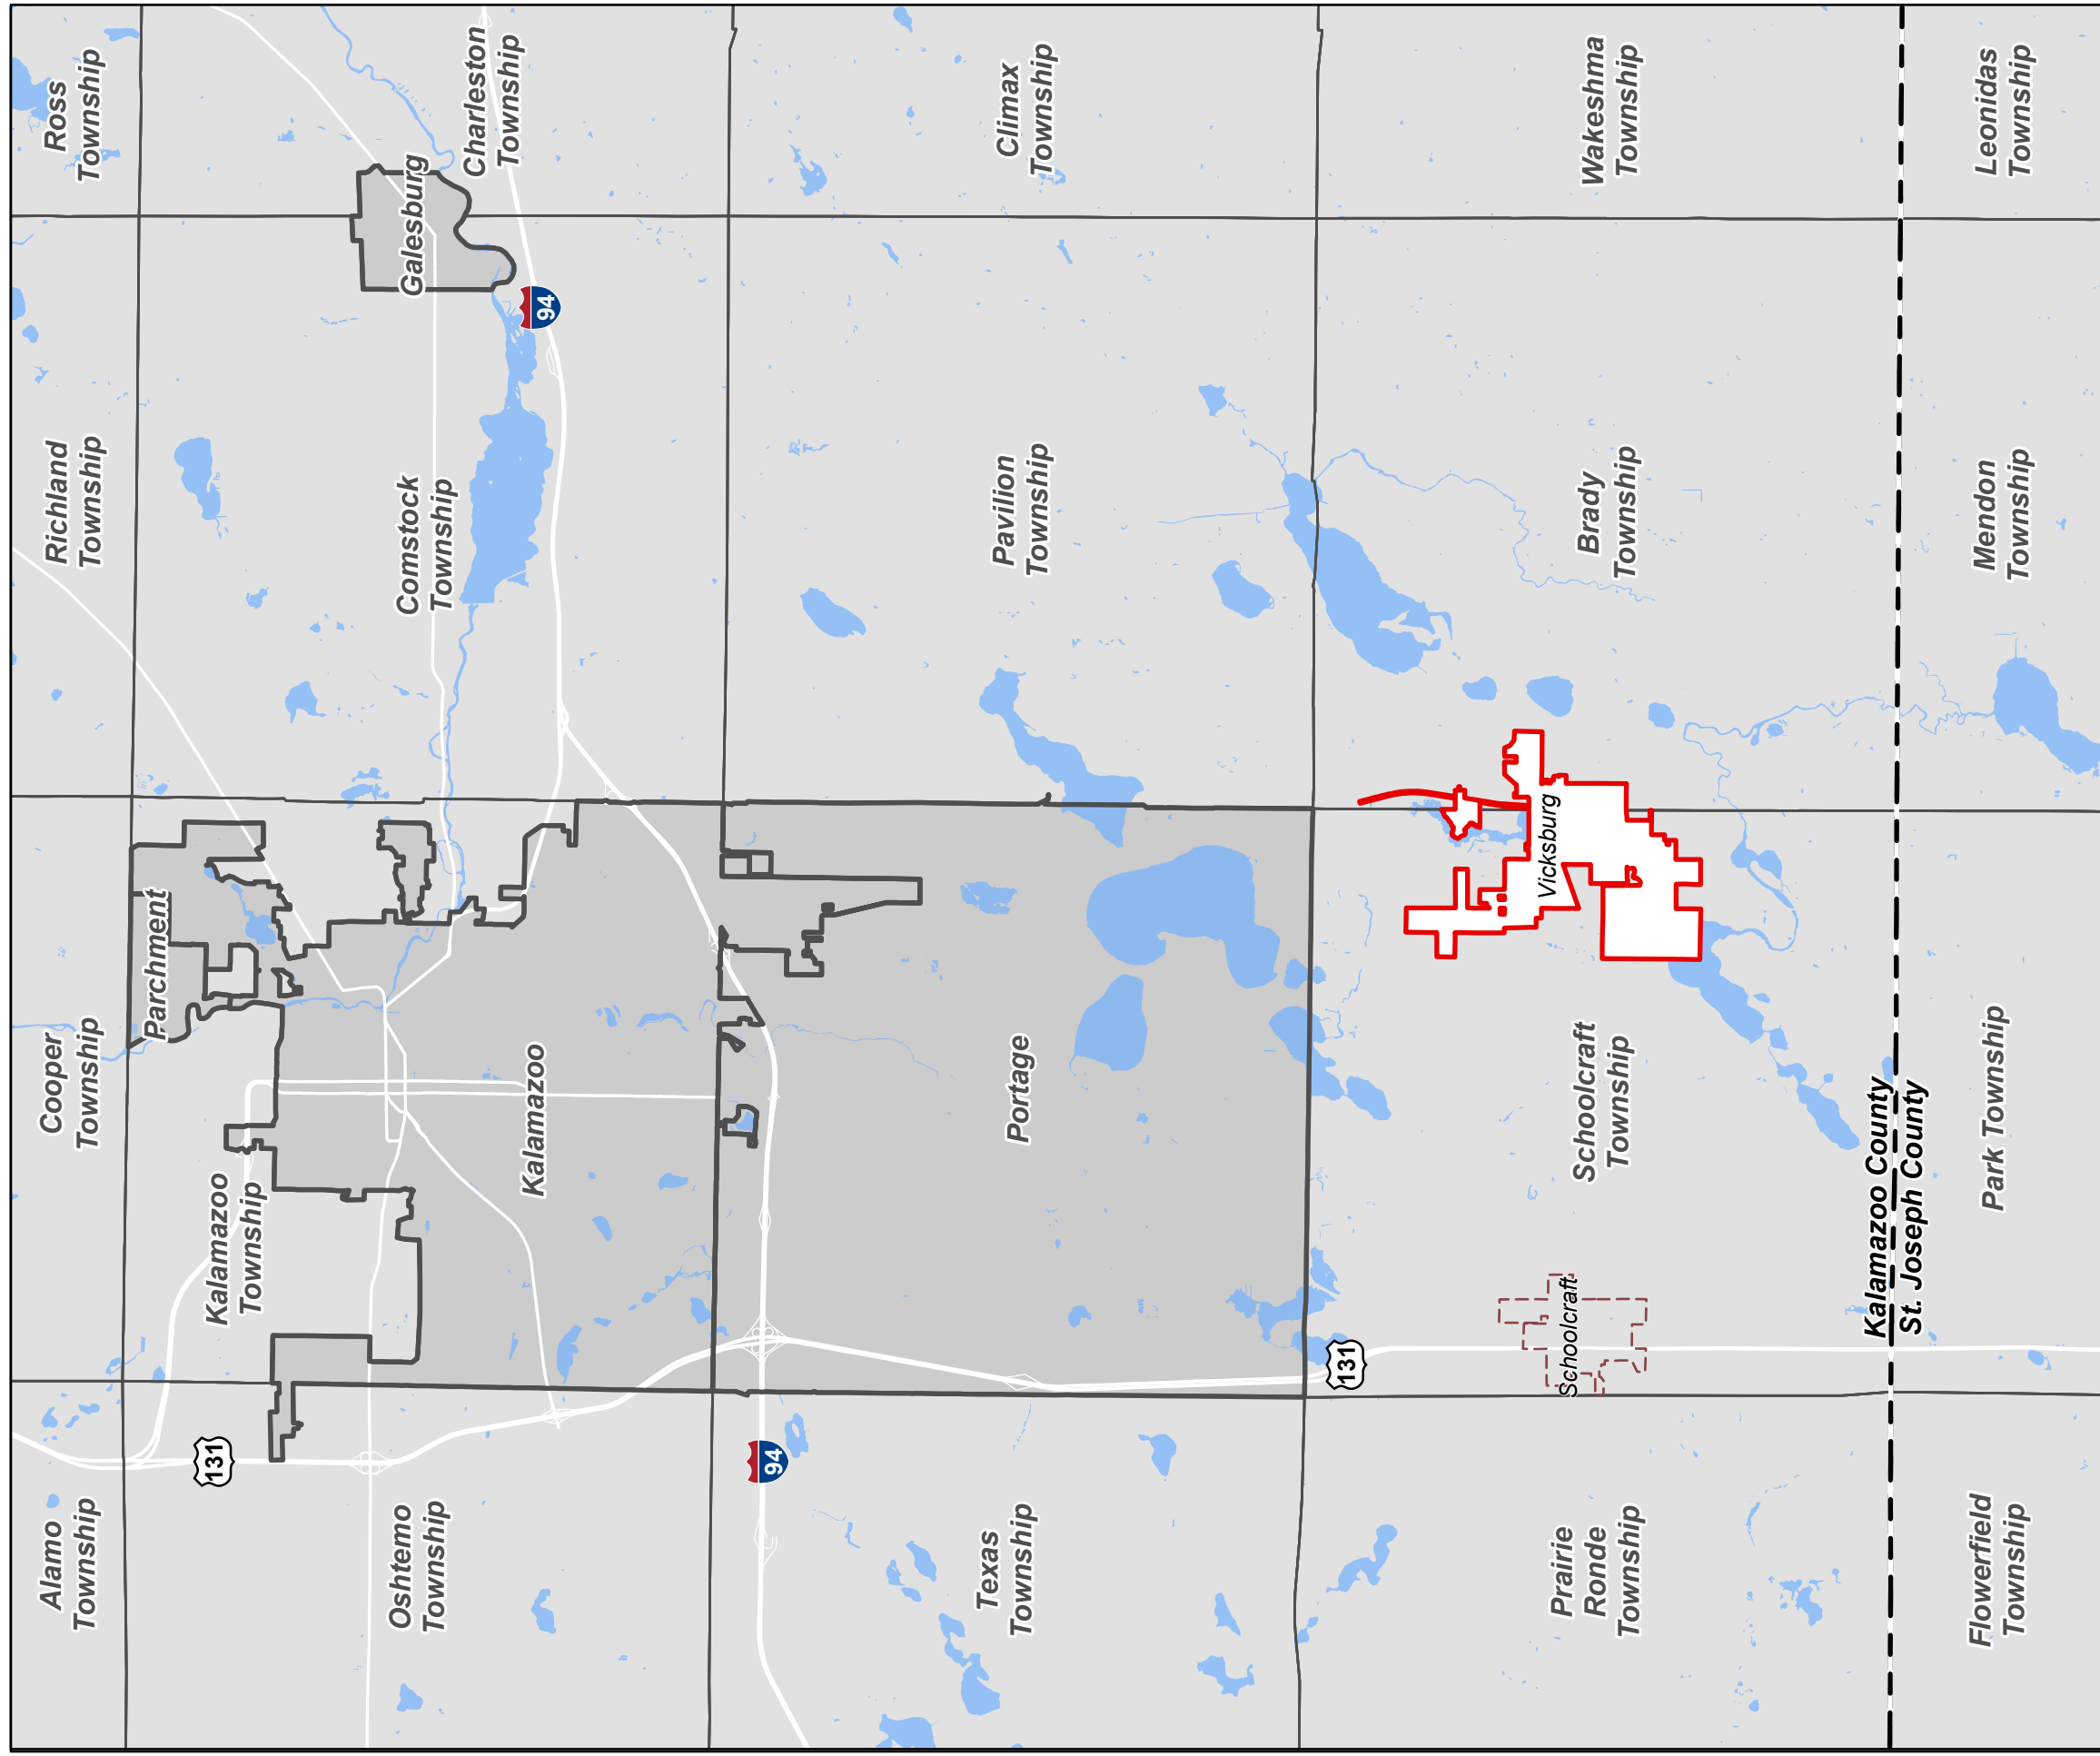 Alamo
Township
Cooper
Township
Richland
Township
Ross
Township
Parchment
131
Kalamazoo
Township
Oshtemo
Township
Comstock
Township
Galesburg
Charleston
Township
Kalamazoo
94
94
Texas
Township
Portage
Pavilion
Township
Climax
Township
131
Prairie
Ronde
Township
Schoolcraft
Schoolcraft
Township
Vicksburg
Brady
Township
Wakeshma
Township
Kalamazoo County
St. Joseph County
Flowerfield
Township
Park Township
Mendon
Township
Leonidas
Township